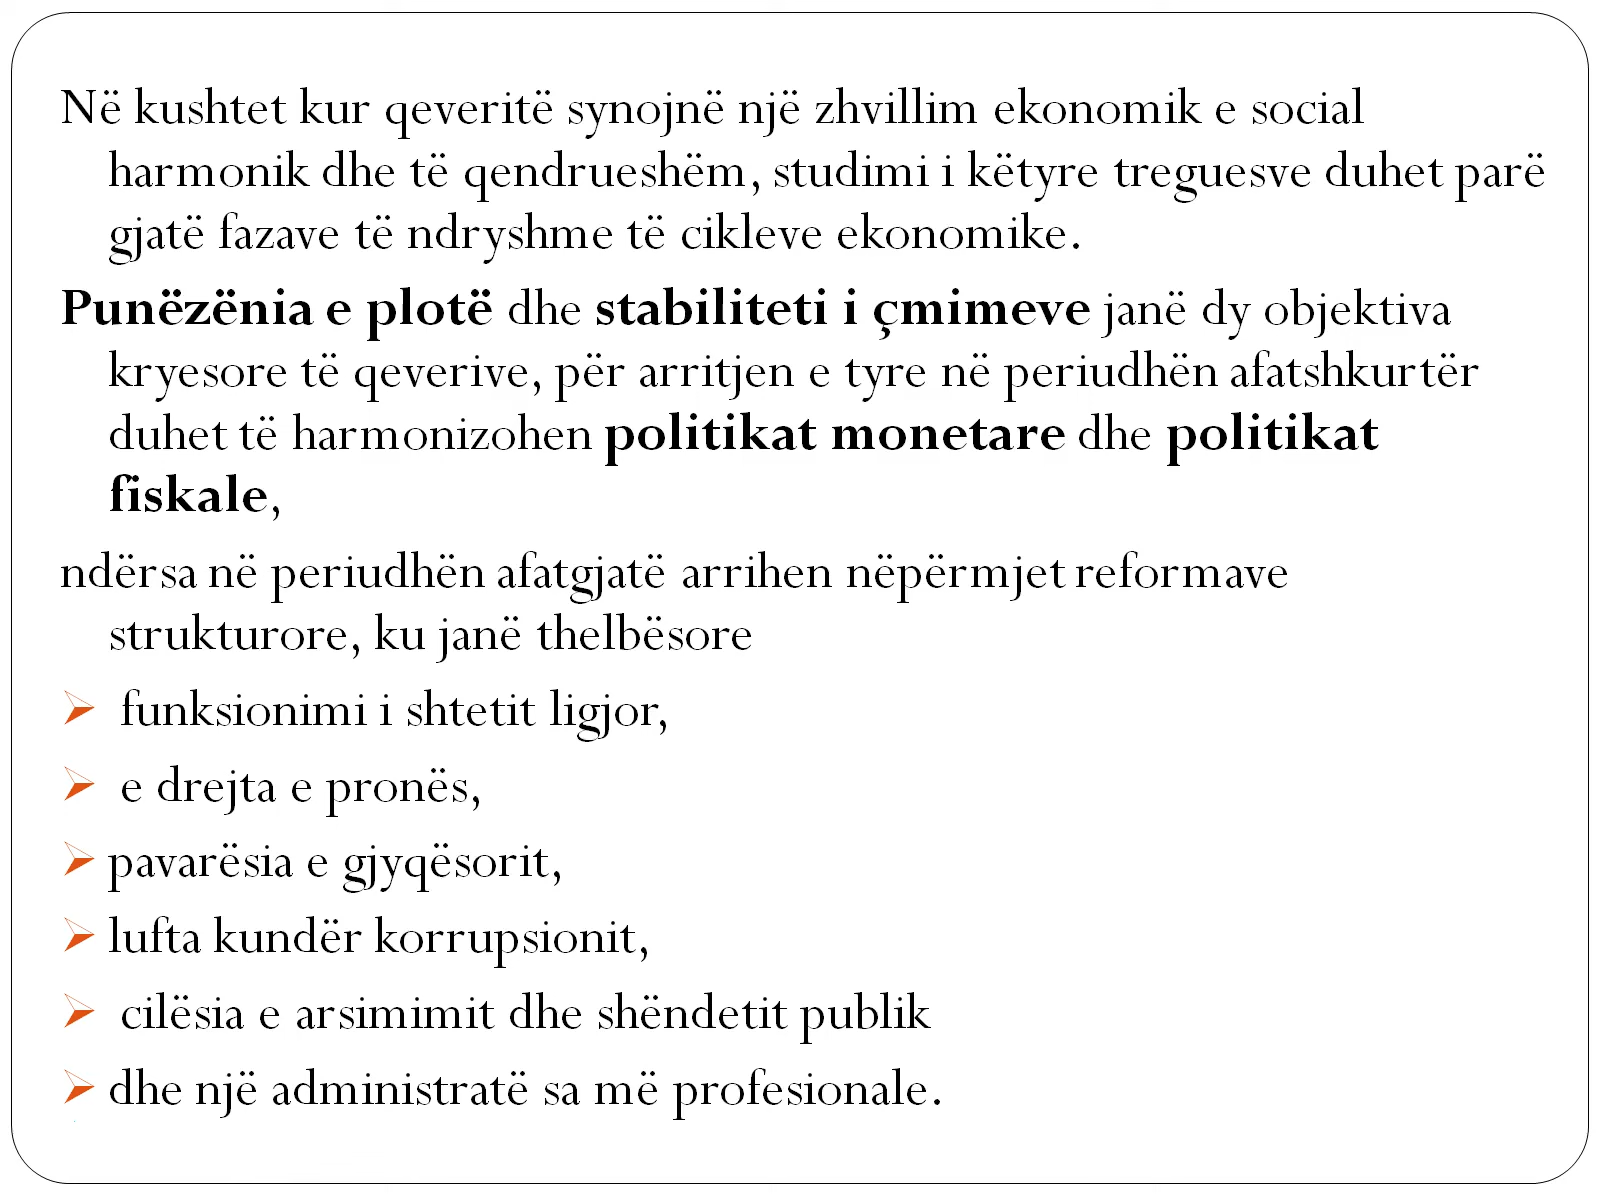 Në kushtet kur qeveritë synojnë një zhvillim ekonomik e social
harmonik dhe të qendrueshëm, studimi i këtyre treguesve duhet parë
gjatë fazave të ndryshme të cikleve ekonomike.
Punëzënia e plotë dhe stabiliteti i çmimeve janë dy objektiva
kryesore të qeverive, për arritjen e tyre në periudhën afatshkurtër
duhet të harmonizohen politikat monetare dhe politikat
fiskale,
ndërsa në periudhën afatgjatë arrihen nëpërmjet reformave
strukturore, ku janë thelbësore
funksionimi i shtetit ligjor,
e drejta e pronës,
pavarësia e gjyqësorit,
lufta kundër korrupsionit,
cilësia e arsimimit dhe shëndetit publik
dhe një administratë sa më profesionale.